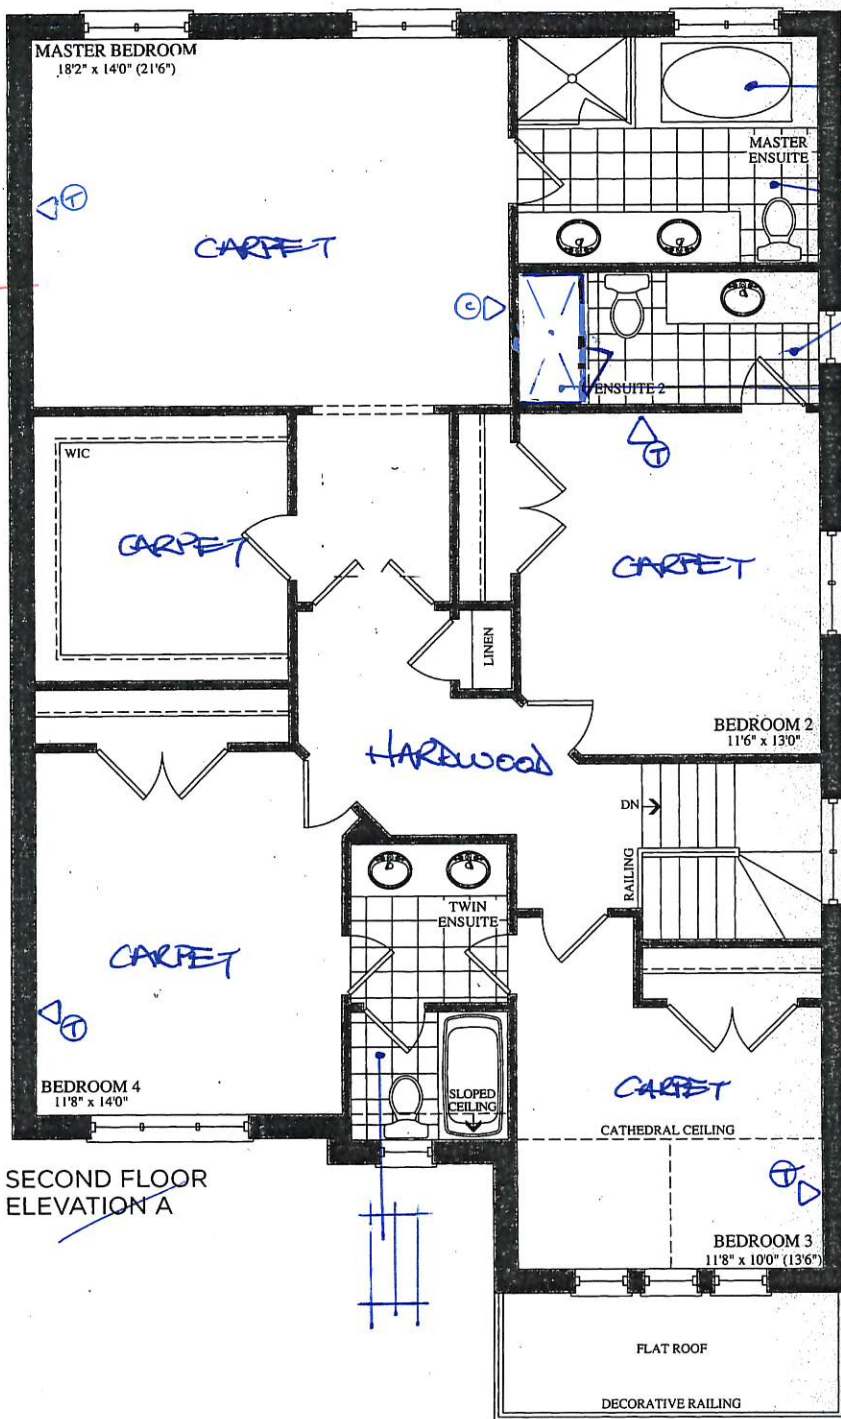 MASTER BEDROOM
18'2" x 14'0" (21'6")
MASTER
ENSUITE
T
CARPET
C
ENSUITE 2
T
WIC
CARPET
CARPET
LINEN
BEDROOM 2
11'6" x 13'0"
HARDWOOD
DN
RAILING
TWIN
ENSUITE
CARPET
T
BEDROOM 4
11'8" x 14'0"
SLOPED
CEILING
CARPET
CATHEDRAL CEILING
T
SECOND FLOOR
ELEVATION A
BEDROOM 3
11'8" x 10'0" (13'6")
FLAT ROOF
DECORATIVE RAILING